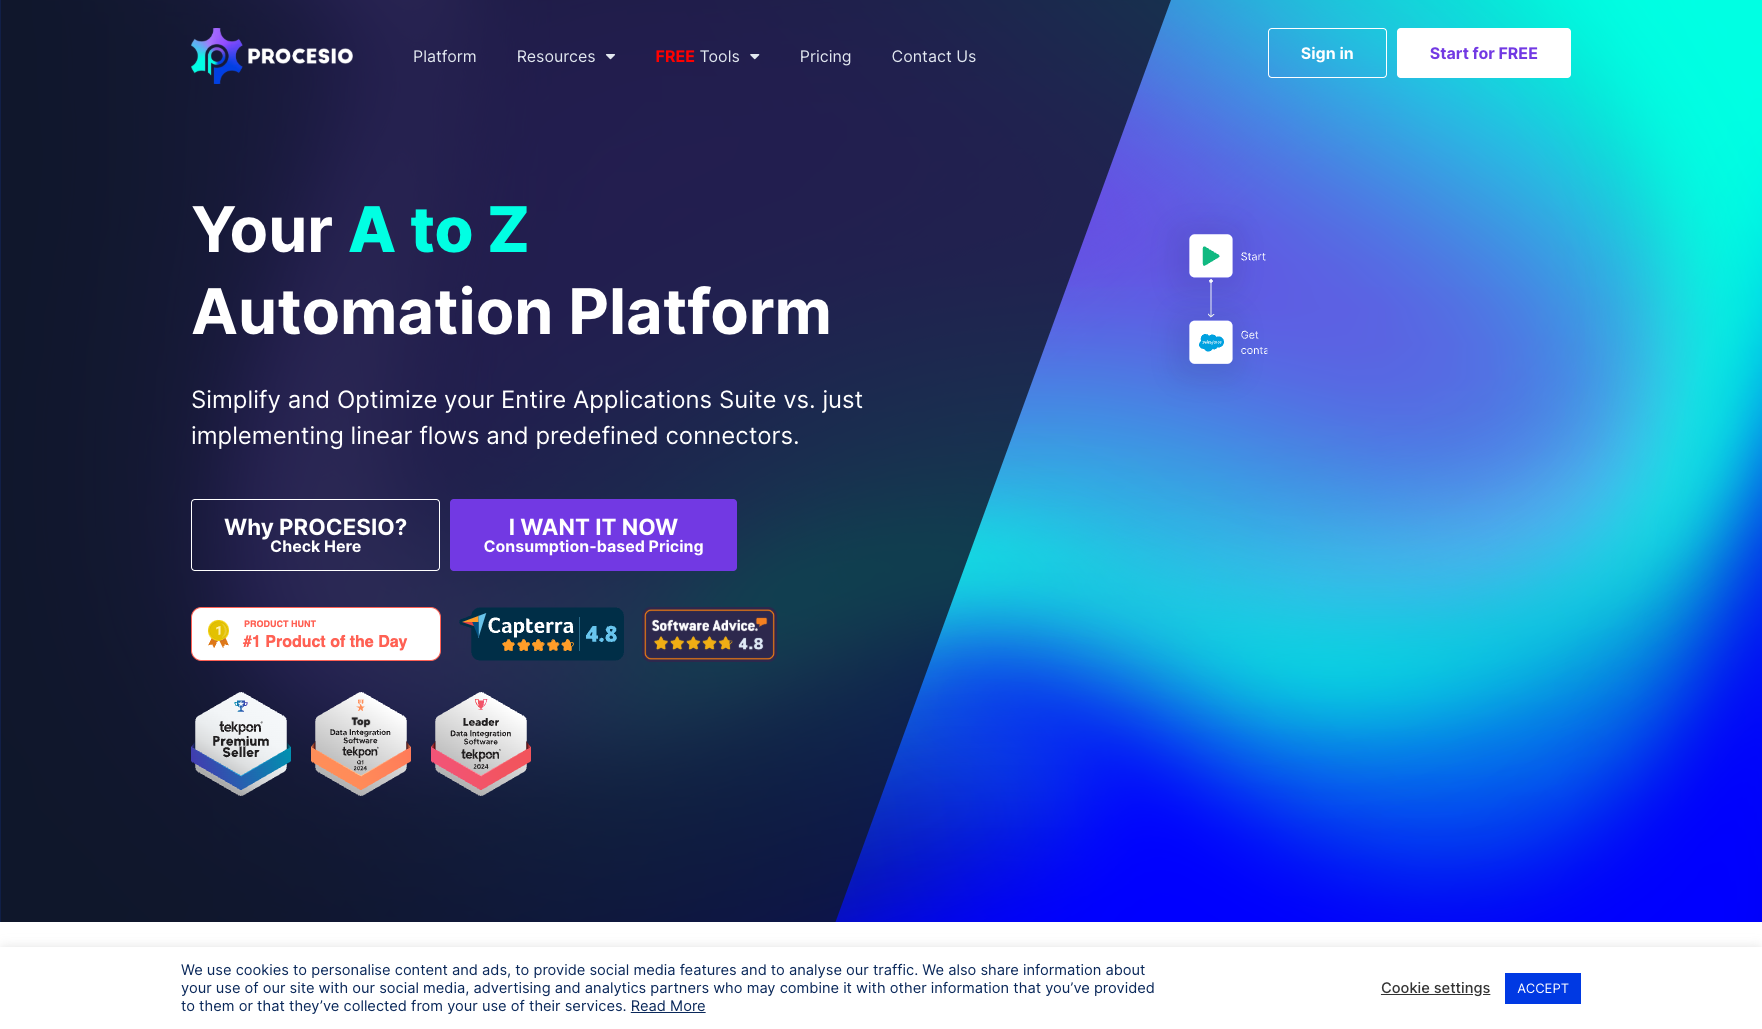 PROCESIO
Platform
Resources
FREE Tools
Pricing
Contact Us
Sign in
Start for FREE
Your A to Z
Automation Platform
Simplify and Optimize your Entire Applications Suite vs. just
implementing linear flows and predefined connectors.
Why PROCESIO?
Check Here
I WANT IT NOW
Consumption-based Pricing
Start
Get
conta
1
PRODUCT HUNT
#1 Product of the Day
Capterra
4.8
Software Advice.
4.8
tekpon
Premium
Seller
Top
Data Integration
Software
tekpon
Q1
2024
Leader
Data Integration
Software
tekpon
2024
We use cookies to personalise content and ads, to provide social media features and to analyse our traffic. We also share information about
your use of our site with our social media, advertising and analytics partners who may combine it with other information that you’ve provided
to them or that they’ve collected from your use of their services. Read More
Cookie settings
ACCEPT